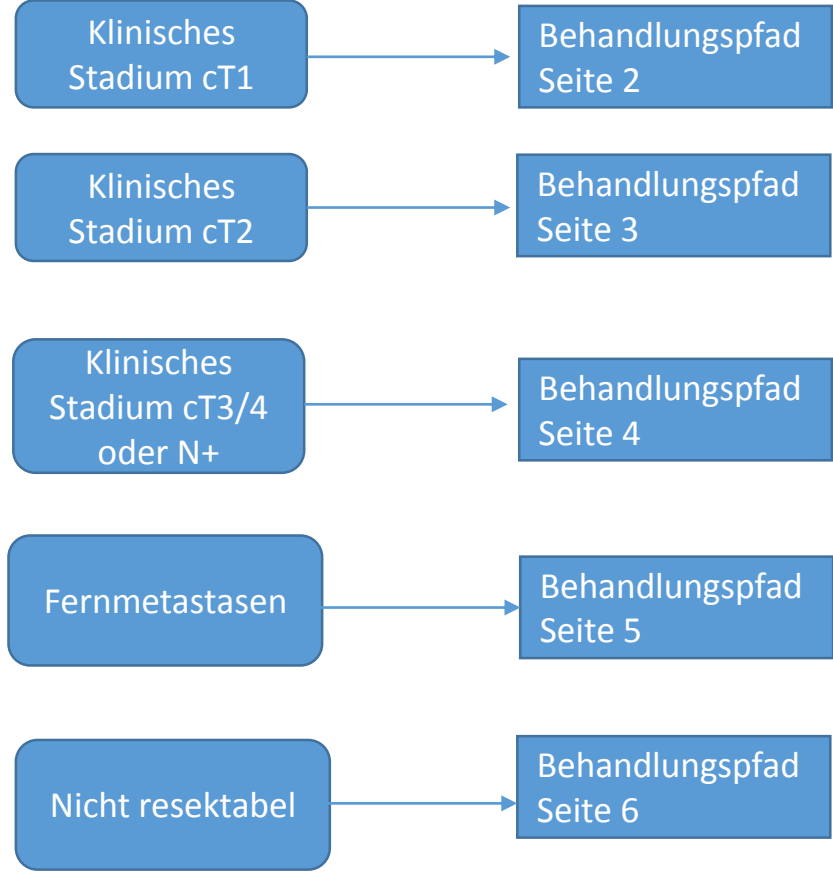 Klinisches
Stadium cT1
Behandlungspfad
Seite 2
Klinisches
Stadium cT2
Behandlungspfad
Seite 3
Klinisches
Stadium cT3/4
oder N+
Behandlungspfad
Seite 4
Fernmetastasen
Behandlungspfad
Seite 5
Nicht resektabel
Behandlungspfad
Seite 6